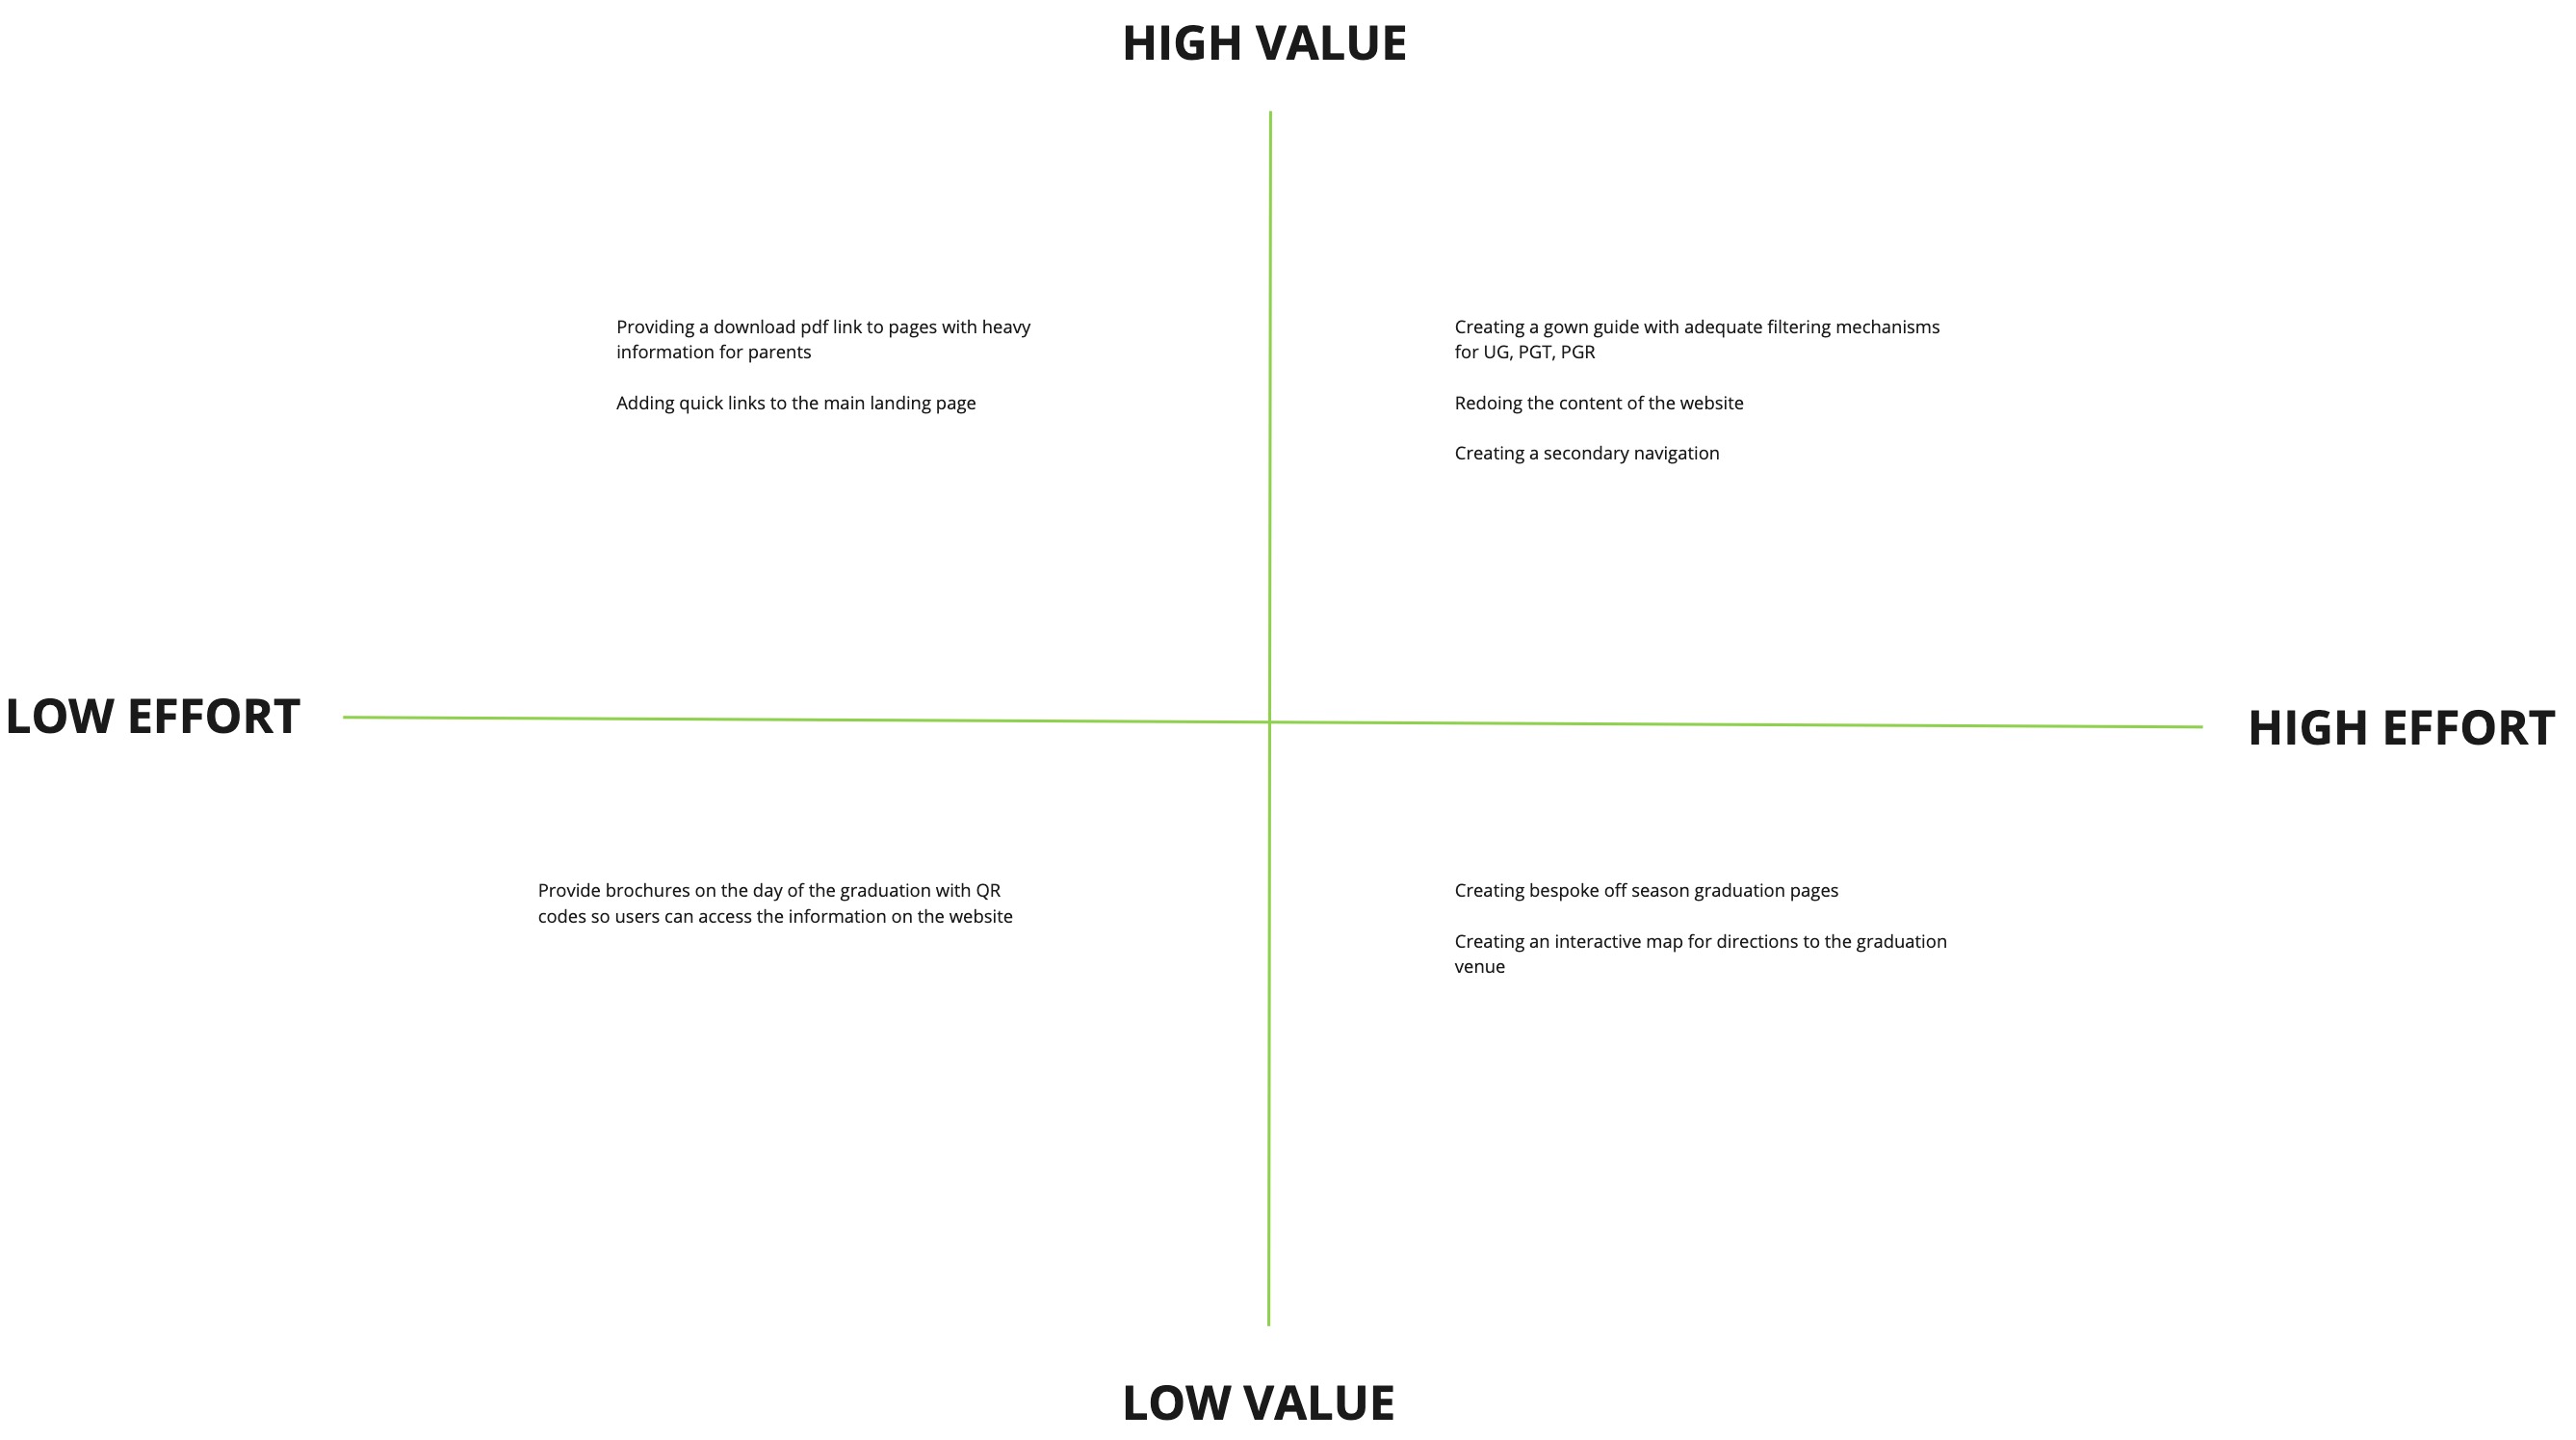 HIGH VALUE
Providing a download pdf link to pages with heavy
information for parents
Adding quick links to the main landing page
Creating a gown guide with adequate filtering mechanisms
for UG, PGT, PGR
Redoing the content of the website
Creating a secondary navigation
LOW EFFORT
HIGH EFFORT
Provide brochures on the day of the graduation with QR
codes so users can access the information on the website
Creating bespoke off season graduation pages
Creating an interactive map for directions to the graduation
venue
LOW VALUE